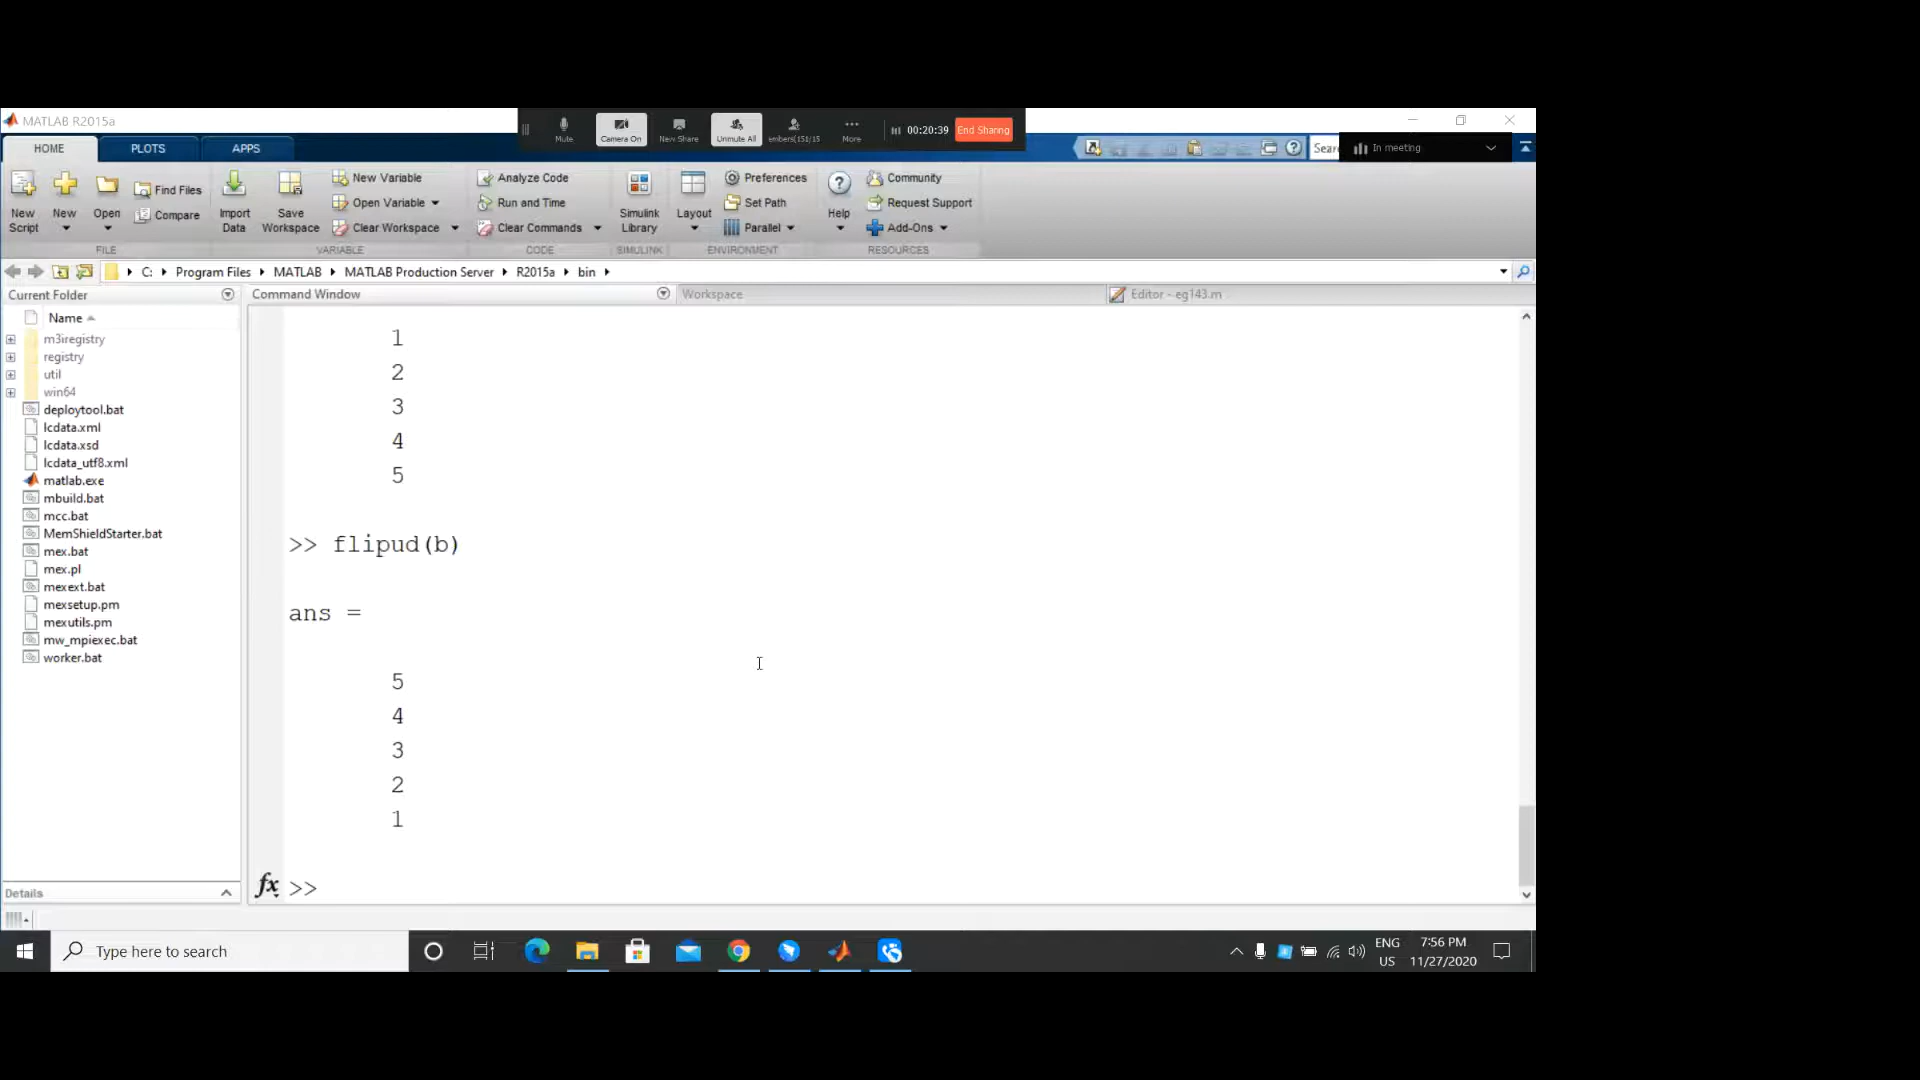 MATLAB R2015a
Mute
Camera On
New Share
Unmute All
embers(151/15
More
00:20:39
End Sharing
HOME
PLOTS
APPS
Sear
In meeting
New Script
New
Open
Find Files
Compare
Import Data
Save Workspace
New Variable
Open Variable
Clear Workspace
Analyze Code
Run and Time
Clear Commands
Simulink Library
Layout
Preferences
Set Path
Parallel
Help
Community
Request Support
Add-Ons
FILE
VARIABLE
CODE
SIMULINK
ENVIRONMENT
RESOURCES
C: Program Files MATLAB MATLAB Production Server R2015a bin
Current Folder
Command Window
Workspace
Editor - eg143.m
Name
m3iregistry
registry
util
win64
deploytool.bat
lcdata.xml
lcdata.xsd
lcdata_utf8.xml
matlab.exe
mbuild.bat
mcc.bat
MemShieldStarter.bat
mex.bat
mex.pl
mexext.bat
mexsetup.pm
mexutils.pm
mw_mpiexec.bat
worker.bat
Details
1
2
3
4
5
>> flipud(b)
ans =
5
4
3
2
1
fx >>
Type here to search
ENG
US
7:56 PM
11/27/2020